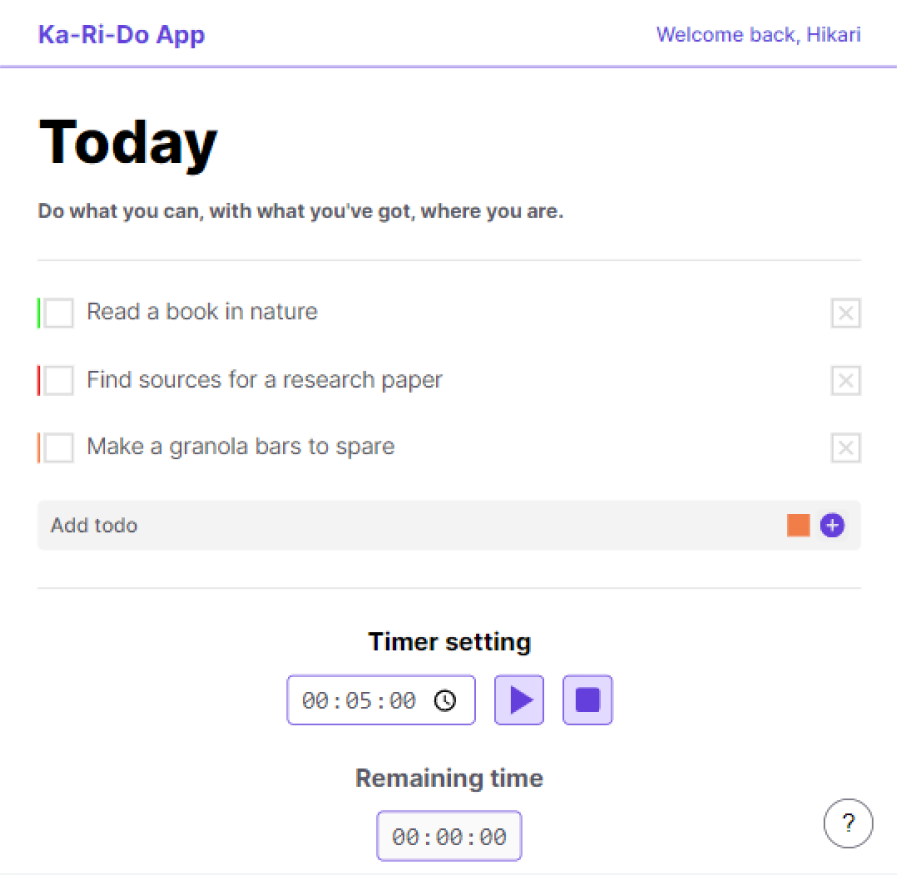 Ka-Ri-Do App
Welcome back, Hikari
Today
Do what you can, with what you've got, where you are.
Read a book in nature
Find sources for a research paper
Make a granola bars to spare
Add todo
Timer setting
00:05:00
Remaining time
00:00:00
?